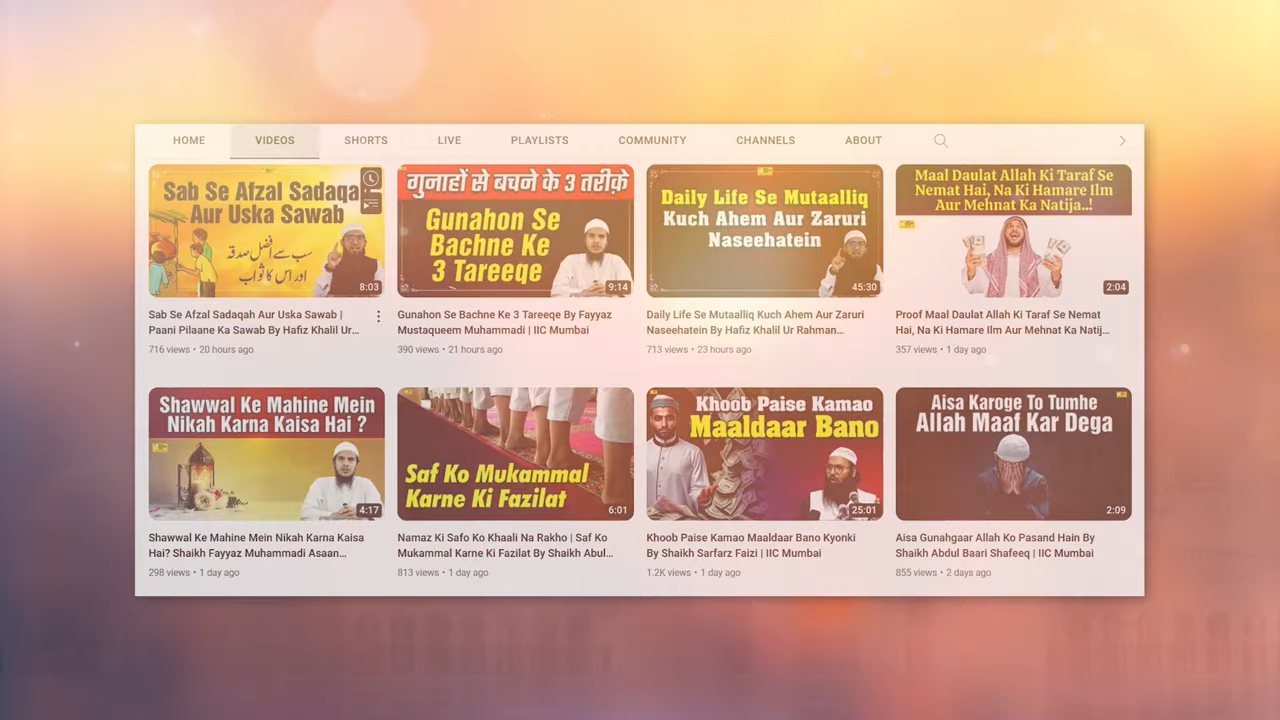 HOME VIDEOS SHORTS LIVE PLAYLISTS COMMUNITY CHANNELS ABOUT
Sab Se Afzal Sadaqa
Aur Uska Sawab
سب سے افضل صدقہ
اور اس کا ثواب
8:03
गुनाहों से बचने के 3 तरीक़े
Gunahon Se
Bachne Ke
3 Tareeqe
9:14
Daily Life Se Mutaalliq
Kuch Ahem Aur Zaruri
Naseehatein
45:30
Maal Daulat Allah Ki Taraf Se
Nemat Hai, Na Ki Hamare Ilm
Aur Mehnat Ka Natija..!
2:04
Sab Se Afzal Sadaqah Aur Uska Sawab |
Paani Pilaane Ka Sawab By Hafiz Khalil Ur...
716 views • 20 hours ago
Gunahon Se Bachne Ke 3 Tareeqe By Fayyaz
Mustaqueem Muhammadi | IIC Mumbai
390 views • 21 hours ago
Daily Life Se Mutaalliq Kuch Ahem Aur Zaruri
Naseehatein By Hafiz Khalil Ur Rahman...
713 views • 23 hours ago
Proof Maal Daulat Allah Ki Taraf Se Nemat
Hai, Na Ki Hamare Ilm Aur Mehnat Ka Natij...
357 views • 1 day ago
Shawwal Ke Mahine Mein
Nikah Karna Kaisa Hai ?
4:17
Saf Ko Mukammal
Karne Ki Fazilat
6:01
Khoob Paise Kamao
Maaldaar Bano
25:01
Aisa Karoge To Tumhe
Allah Maaf Kar Dega
2:09
Shawwal Ke Mahine Mein Nikah Karna Kaisa
Hai? Shaikh Fayyaz Muhammadi Asaan...
298 views • 1 day ago
Namaz Ki Safo Ko Khaali Na Rakho | Saf Ko
Mukammal Karne Ki Fazilat By Shaikh Abul...
813 views • 1 day ago
Khoob Paise Kamao Maaldaar Bano Kyonki
By Shaikh Sarfarz Faizi | IIC Mumbai
1.2K views • 1 day ago
Aisa Gunahgaar Allah Ko Pasand Hain By
Shaikh Abdul Baari Shafeeq | IIC Mumbai
855 views • 2 days ago